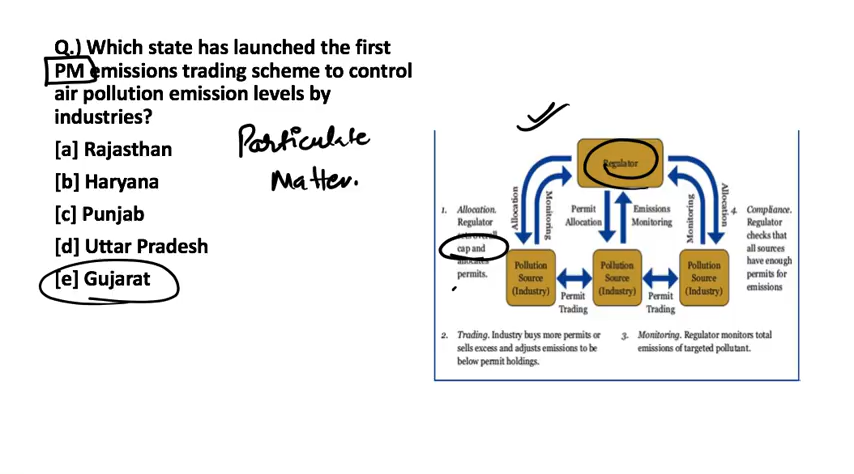 Q.) Which state has launched the first
PM emissions trading scheme to control
air pollution emission levels by
industries?
[a] Rajasthan
[b] Haryana
[c] Punjab
[d] Uttar Pradesh
[e] Gujarat
Particulate
Matter.
Regulator
Allocation
Monitoring
Permit
Allocation
Emissions
Monitoring
Monitoring
Allocation
1. Allocation.
Regulator
sets overall
cap and
allocates
permits.
4. Compliance.
Regulator
checks that
all sources
have enough
permits for
emissions
Pollution
Source
(Industry)
Permit
Trading
Pollution
Source
(Industry)
Permit
Trading
Pollution
Source
(Industry)
2. Trading. Industry buys more permits or
sells excess and adjusts emissions to be
below permit holdings.
3. Monitoring. Regulator monitors total
emissions of targeted pollutant.